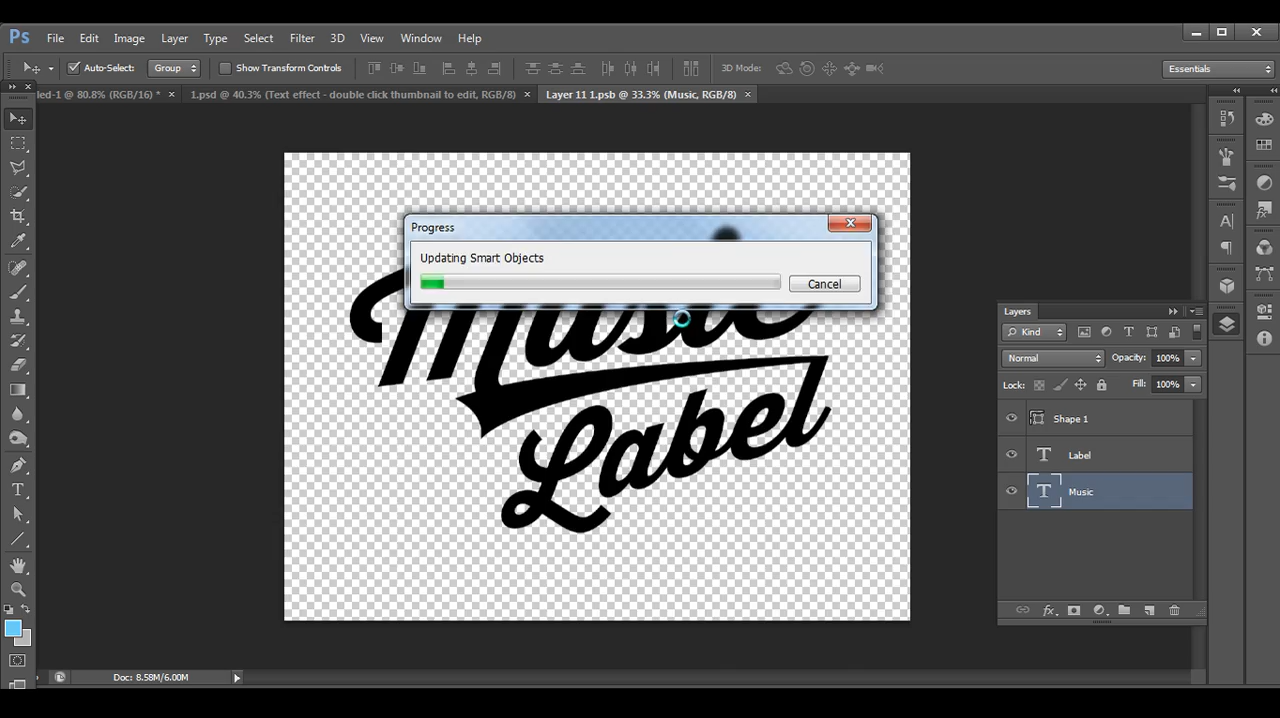 Ps File Edit Image Layer Type Select Filter 3D View Window Help
Auto-Select: Group Show Transform Controls 3D Mode: Essentials
ed-1 @ 80.8% (RGB/16) * × 1.psd @ 40.3% (Text effect - double click thumbnail to edit, RGB/8) × Layer 11 1.psb @ 33.3% (Music, RGB/8) ×
Progress
Updating Smart Objects
Cancel
Music
Label
Layers
Kind
Normal Opacity: 100%
Lock: Fill: 100%
Shape 1
Label
Music
Doc: 8.58M/6.00M